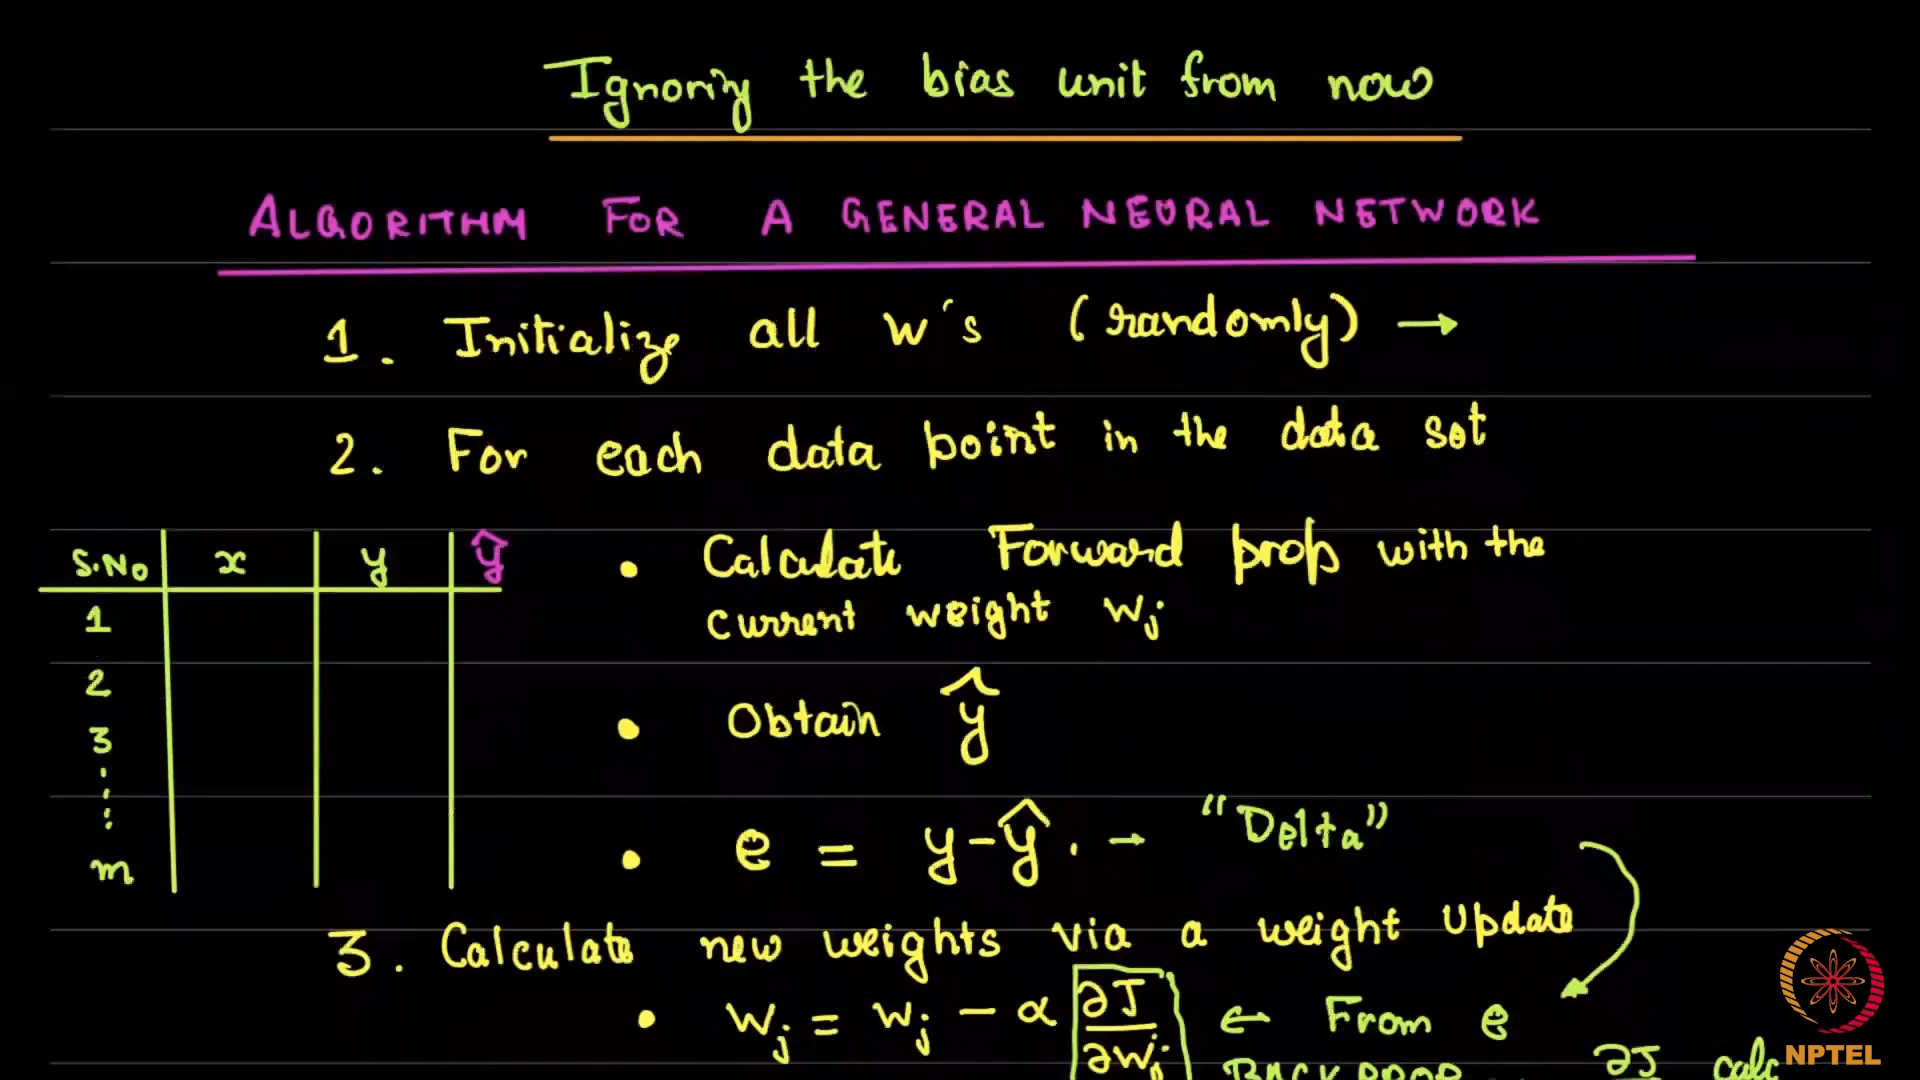 Ignoring the bias unit from now
ALGORITHM FOR A GENERAL NEURAL NETWORK
1. Initialize all w's (randomly) →
2. For each data point in the data set
S.No x y ŷ
1
2
3
⋮
m
• Calculate Forward prop with the
current weight wj
• Obtain ŷ
• e = y - ŷ. → "Delta"
3. Calculate new weights via a weight update
• wj = wj - α ∂J/∂wj ← From e
BACKPROP ∂J calc
NPTEL